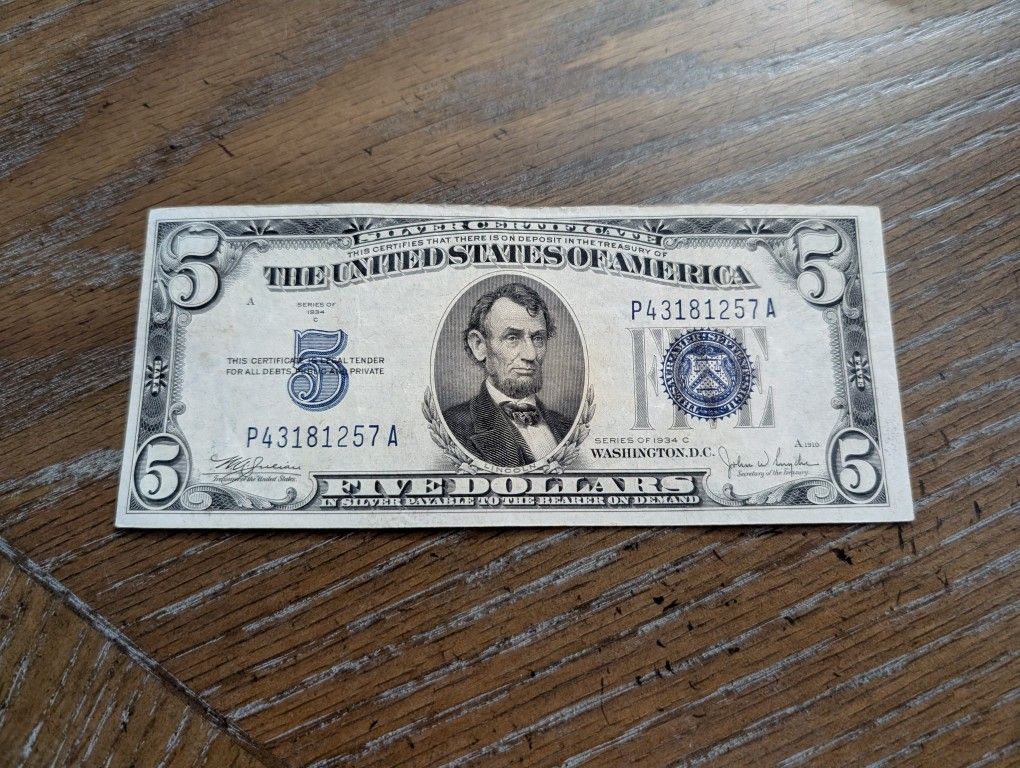 5 SILVER CERTIFICATE 5
THIS CERTIFIES THAT THERE IS ON DEPOSIT IN THE TREASURY OF
THE UNITED STATES OF AMERICA
A
SERIES OF
1934
C
P43181257A
5
THIS CERTIFICATE IS LEGAL TENDER
FOR ALL DEBTS, PUBLIC AND PRIVATE
FIVE
P43181257A
SERIES OF 1934 C
WASHINGTON, D.C.
A 1910
Treasurer of the United States.
John W Snyder
Secretary of the Treasury.
LINCOLN
5 FIVE DOLLARS 5
IN SILVER PAYABLE TO THE BEARER ON DEMAND